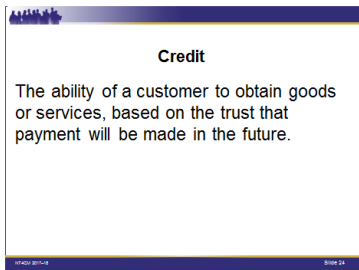 Credit
The ability of a customer to obtain goods
or services, based on the trust that
payment will be made in the future.
Slide 24